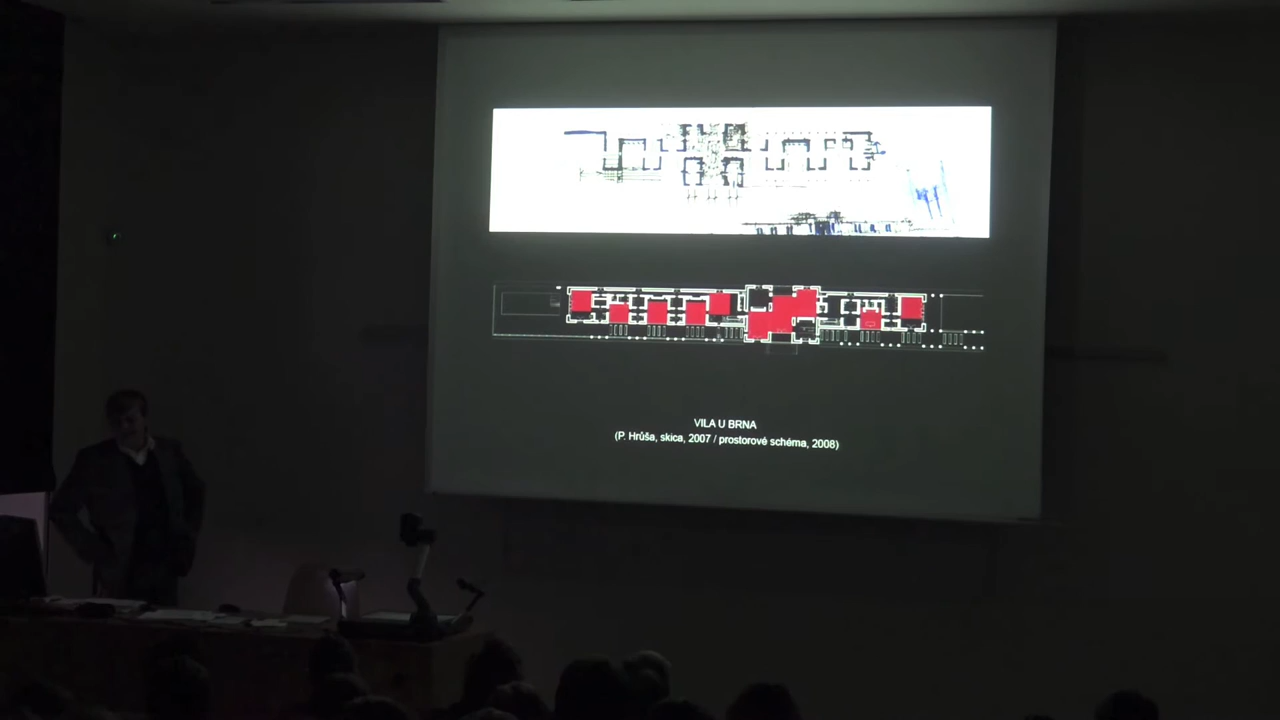 VILA U BRNA
(P. Hrůša, skica, 2007 / prostorové schéma, 2008)